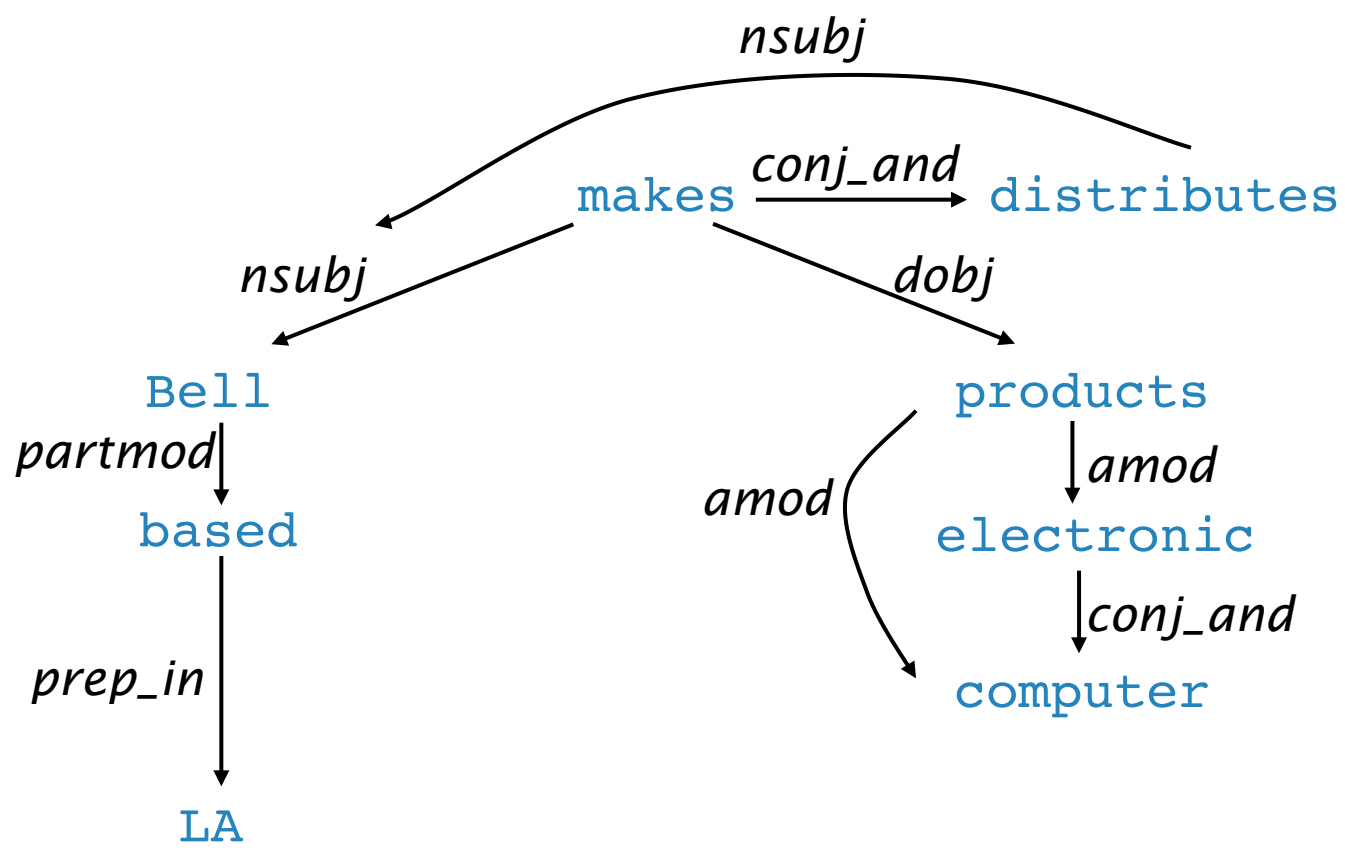 nsubj
conj_and
makes
distributes
nsubj
dobj
Bell
products
partmod
amod
amod
based
electronic
conj_and
prep_in
computer
LA